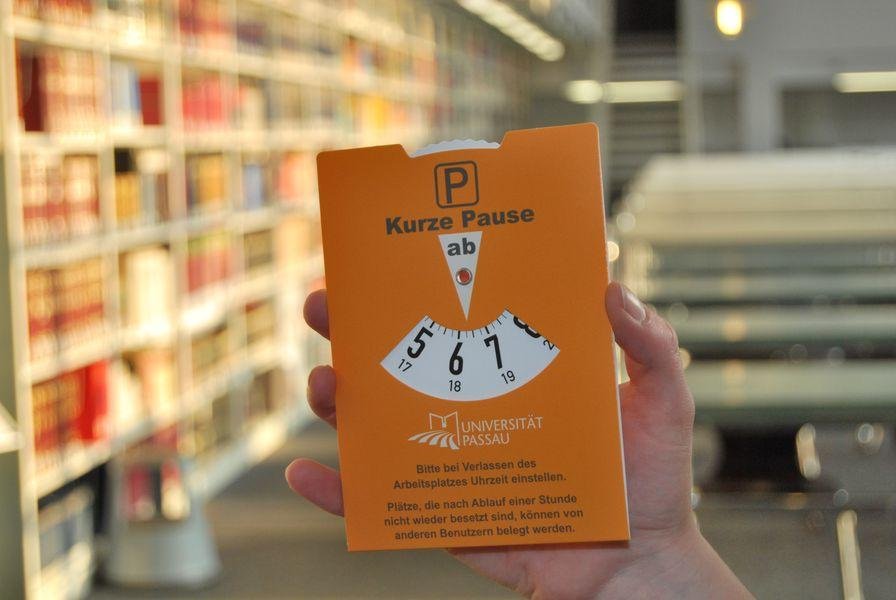 P
Kurze Pause
ab
5 6 7 8
17 18 19 2
UNIVERSITÄT
PASSAU
Bitte bei Verlassen des
Arbeitsplatzes Uhrzeit einstellen.
Plätze, die nach Ablauf einer Stunde
nicht wieder besetzt sind, können von
anderen Benutzern belegt werden.